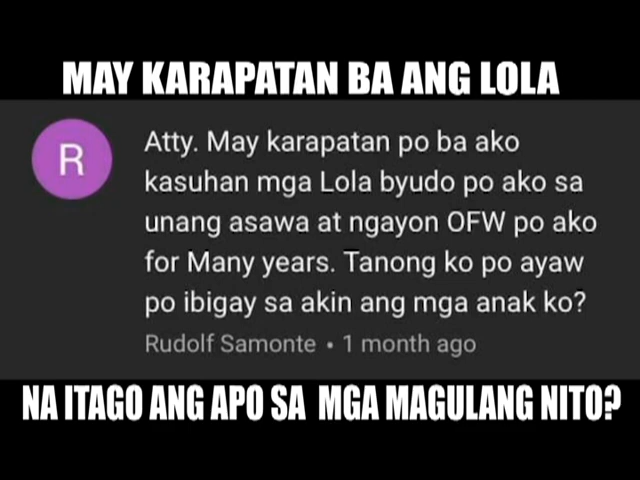 MAY KARAPATAN BA ANG LOLA
R
Atty. May karapatan po ba ako
kasuhan mga Lola byudo po ako sa
unang asawa at ngayon OFW po ako
for Many years. Tanong ko po ayaw
po ibigay sa akin ang mga anak ko?
Rudolf Samonte • 1 month ago
NA ITAGO ANG APO SA MGA MAGULANG NITO?